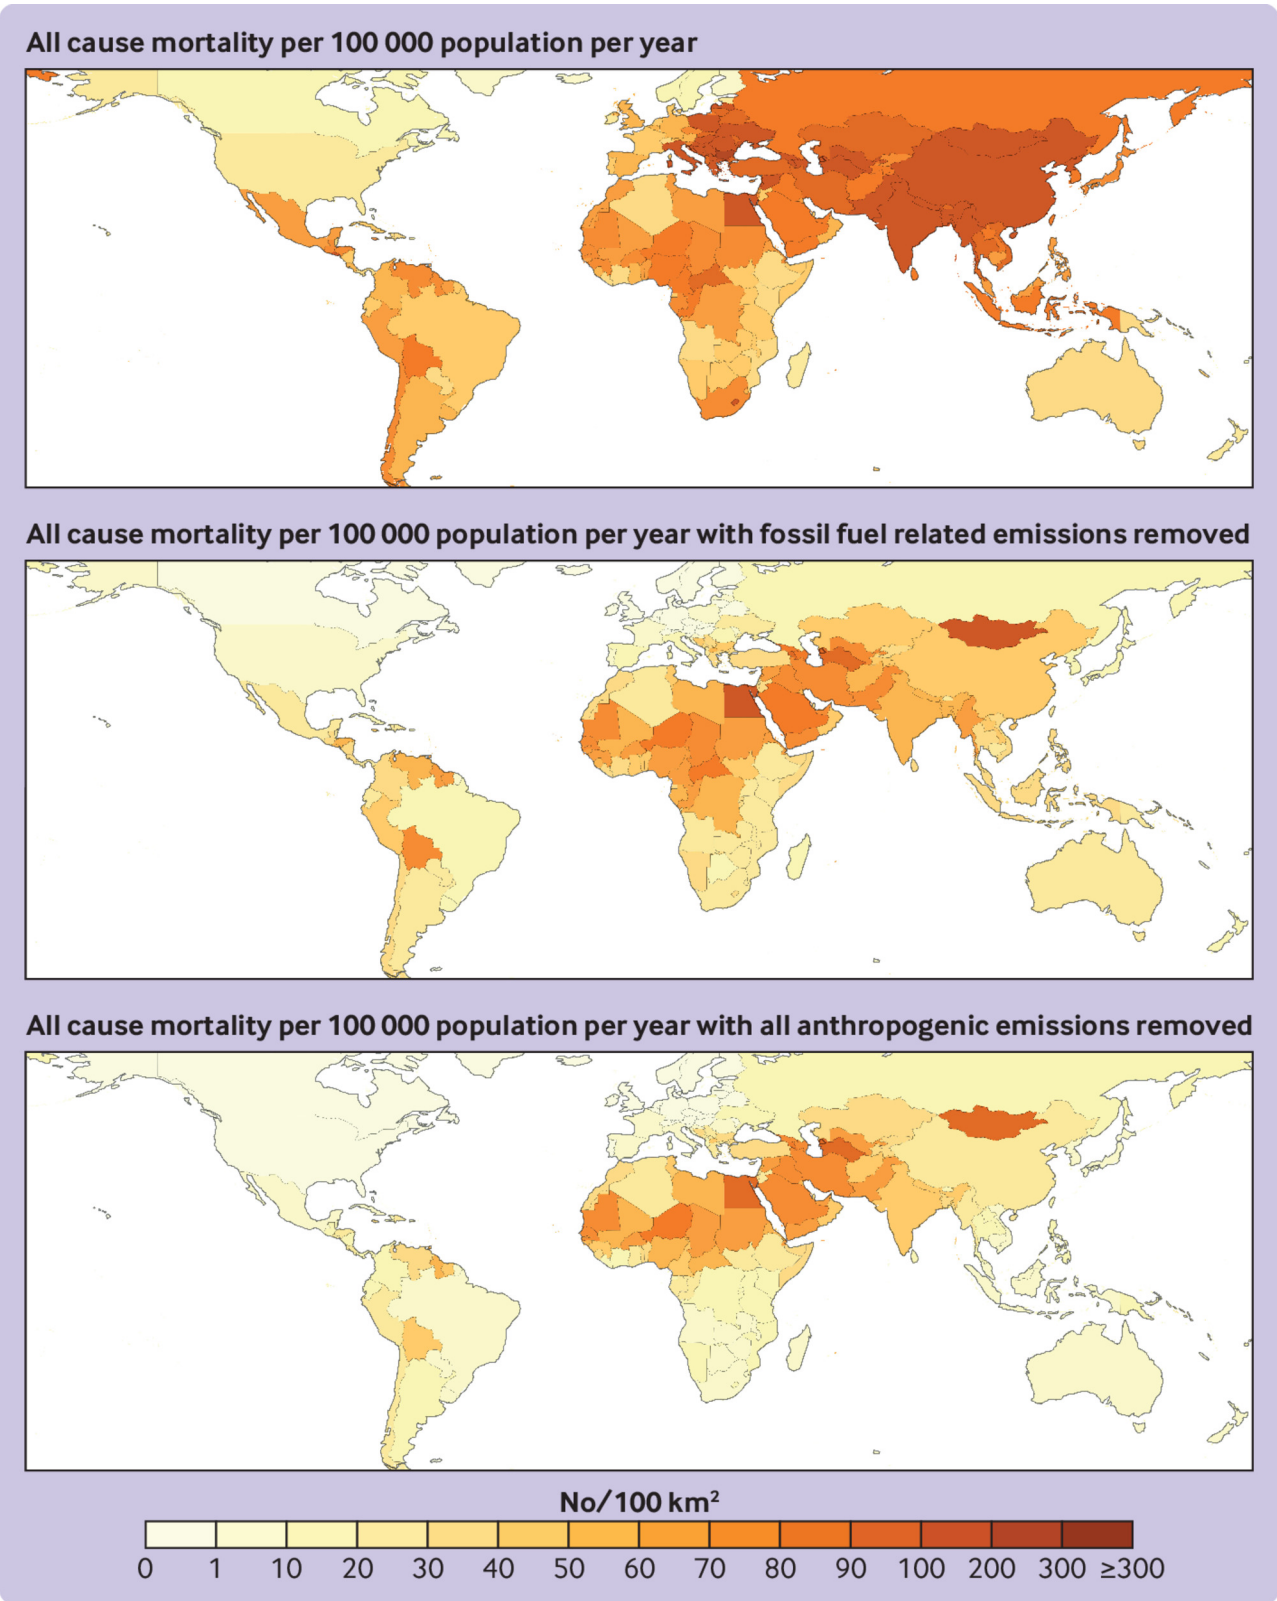 All cause mortality per 100 000 population per year
All cause mortality per 100 000 population per year with fossil fuel related emissions removed
All cause mortality per 100 000 population per year with all anthropogenic emissions removed
No/100 km²
0 1 10 20 30 40 50 60 70 80 90 100 200 300 ≥300